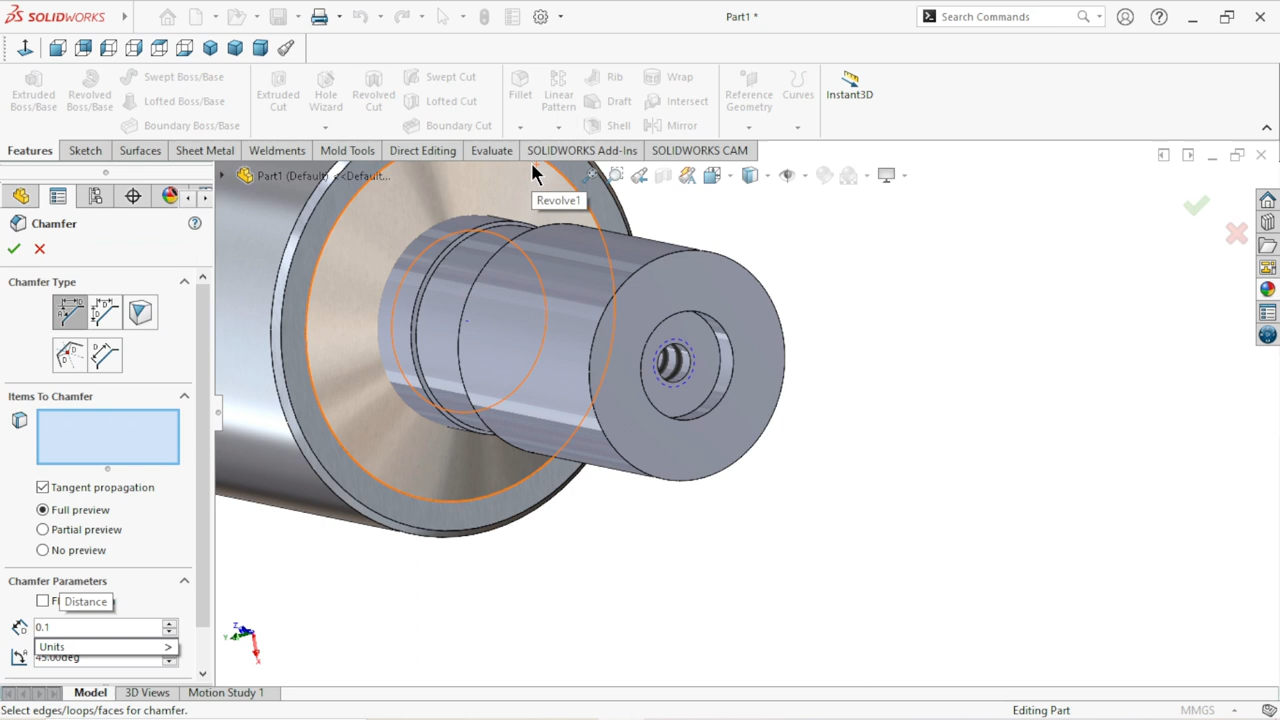 SOLIDWORKS
Part1 *
Search Commands
Extruded Boss/Base
Revolved Boss/Base
Swept Boss/Base
Lofted Boss/Base
Boundary Boss/Base
Extruded Cut
Hole Wizard
Revolved Cut
Swept Cut
Lofted Cut
Boundary Cut
Fillet
Linear Pattern
Rib
Draft
Shell
Wrap
Intersect
Mirror
Reference Geometry
Curves
Instant3D
Features
Sketch
Surfaces
Sheet Metal
Weldments
Mold Tools
Direct Editing
Evaluate
SOLIDWORKS Add-Ins
SOLIDWORKS CAM
Part1 (Default) <<Default...
Revolve1
Chamfer
Chamfer Type
Items To Chamfer
Tangent propagation
Full preview
Partial preview
No preview
Chamfer Parameters
Distance
0.1
Units >
45.00deg
Model
3D Views
Motion Study 1
Select edges/loops/faces for chamfer.
Editing Part
MMGS